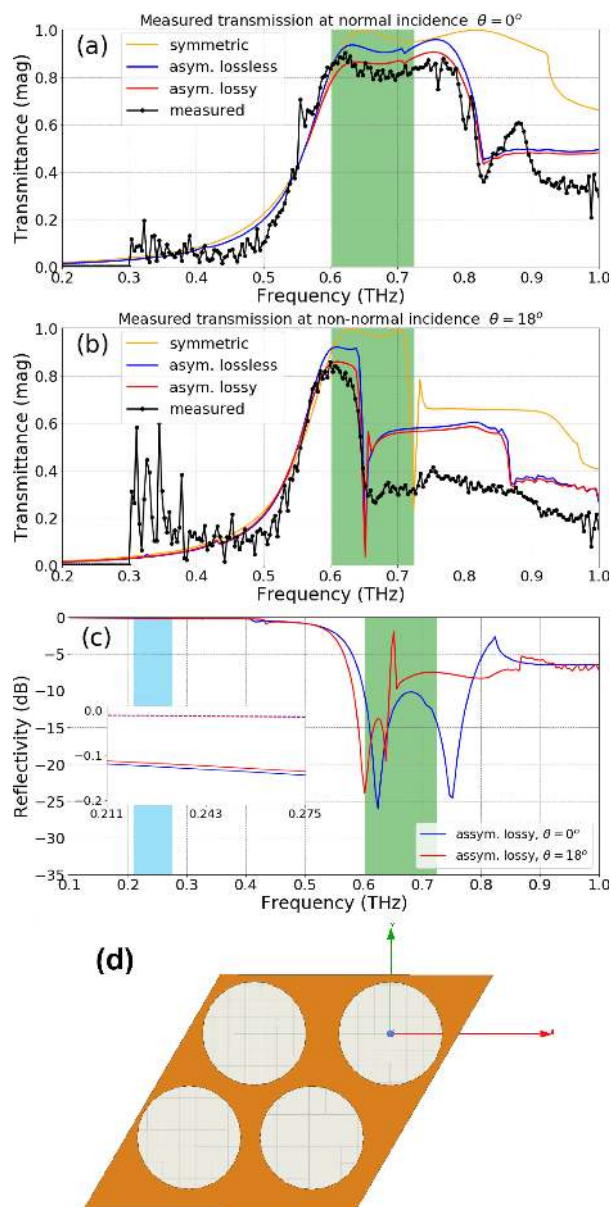 Measured transmission at normal incidence θ = 0°
(a)
symmetric
asym. lossless
asym. lossy
measured
Transmittance (mag)
1.0
0.8
0.6
0.4
0.2
0.0
0.2 0.3 0.4 0.5 0.6 0.7 0.8 0.9 1.0
Frequency (THz)
Measured transmission at non-normal incidence θ = 18°
(b)
symmetric
asym. lossless
asym. lossy
measured
Transmittance (mag)
1.0
0.8
0.6
0.4
0.2
0.0
0.2 0.3 0.4 0.5 0.6 0.7 0.8 0.9 1.0
Frequency (THz)
(c)
Reflectivity (dB)
0
−5
−10
−15
−20
−25
−30
−35
0.0
−0.1
−0.2
0.211 0.243 0.275
assym. lossy, θ = 0°
assym. lossy, θ = 18°
0.1 0.2 0.3 0.4 0.5 0.6 0.7 0.8 0.9 1.0
Frequency (THz)
(d)